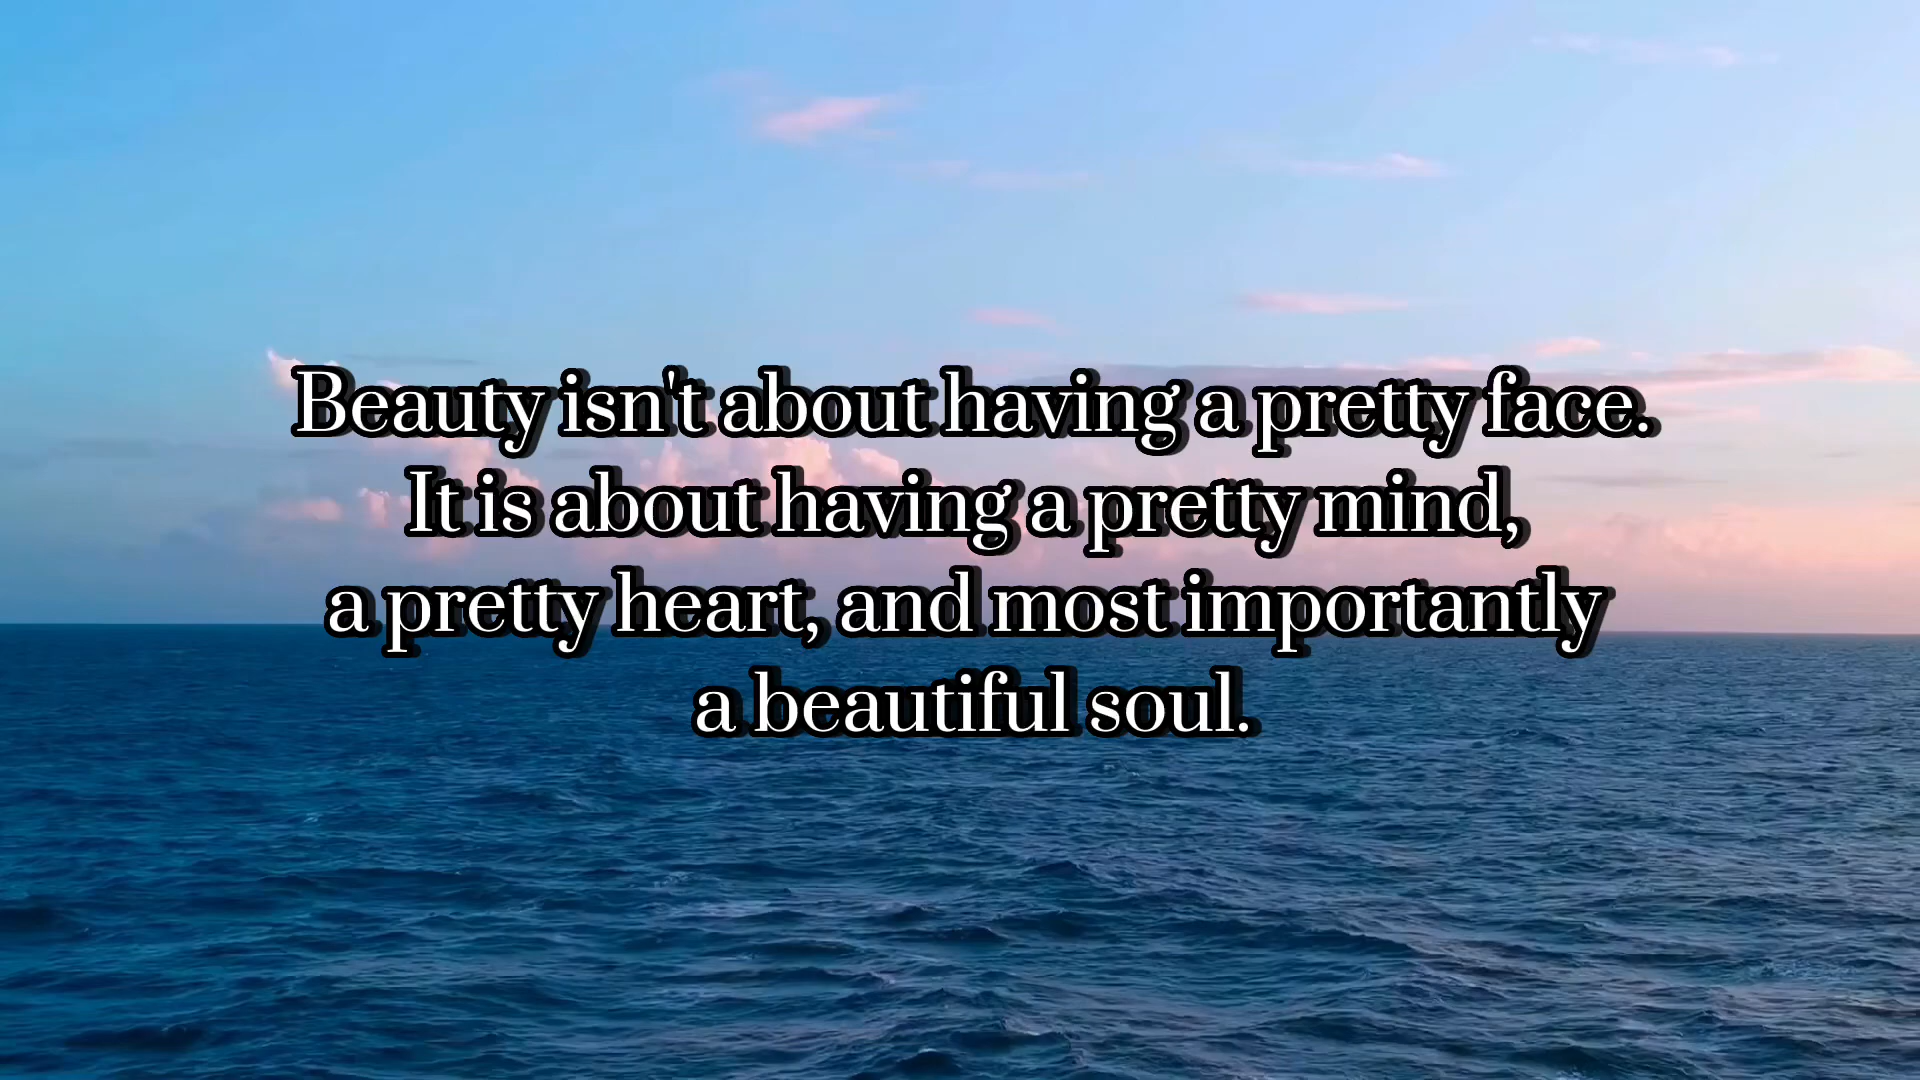 Beauty isn't about having a pretty face.
It is about having a pretty mind,
a pretty heart, and most importantly
a beautiful soul.